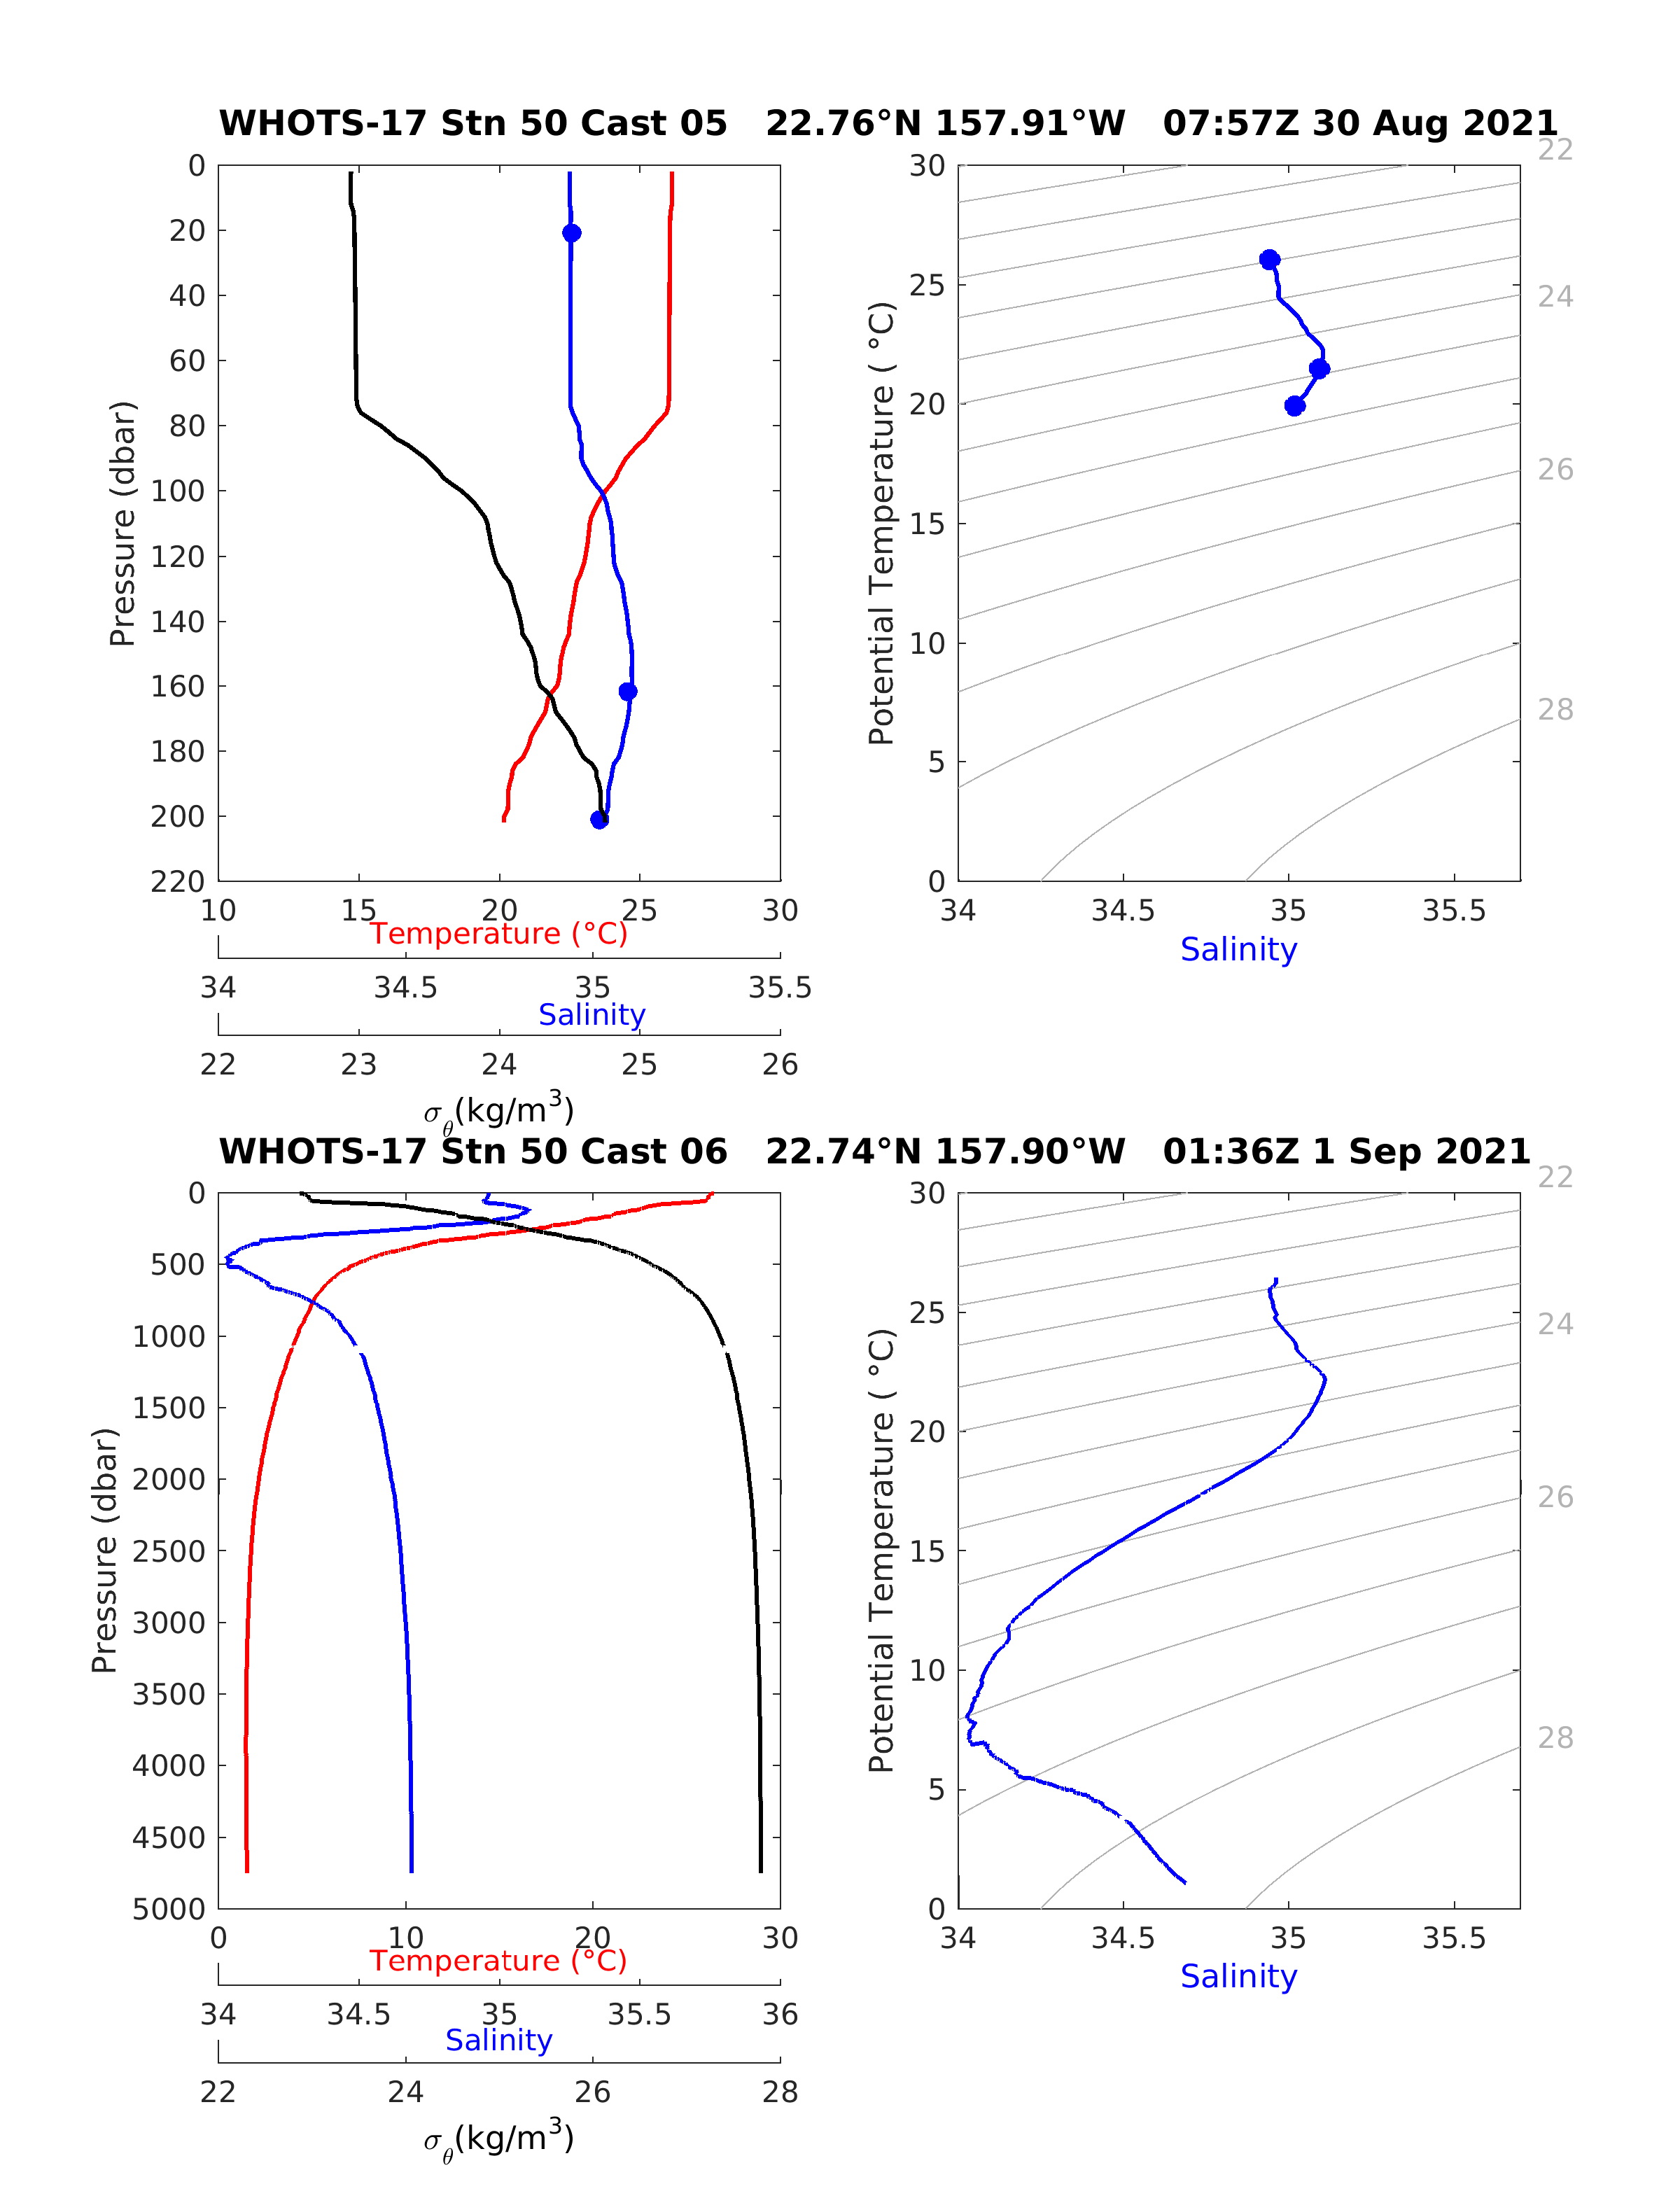 WHOTS-17 Stn 50 Cast 05 22.76°N 157.91°W 07:57Z 30 Aug 2021
0
20
40
60
80
100
120
140
160
180
200
220
Pressure (dbar)
10 15 20 25 30
Temperature (°C)
34 34.5 35 35.5
Salinity
22 23 24 25 26
σθ(kg/m3)
30
25
20
15
10
5
0
Potential Temperature ( °C)
34 34.5 35 35.5
Salinity
22
24
26
28
WHOTS-17 Stn 50 Cast 06 22.74°N 157.90°W 01:36Z 1 Sep 2021
0
500
1000
1500
2000
2500
3000
3500
4000
4500
5000
Pressure (dbar)
0 10 20 30
Temperature (°C)
34 34.5 35 35.5 36
Salinity
22 24 26 28
σθ(kg/m3)
30
25
20
15
10
5
0
Potential Temperature ( °C)
34 34.5 35 35.5
Salinity
22
24
26
28